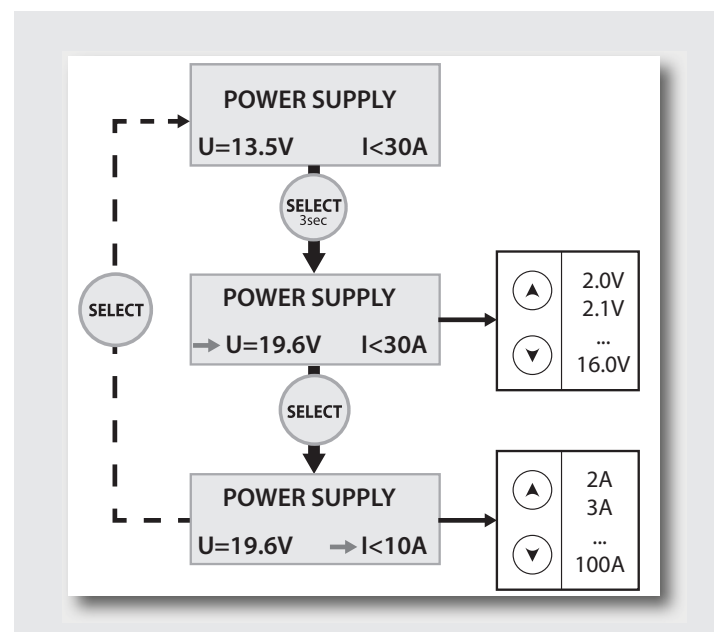 POWER SUPPLY
U=13.5V I<30A
SELECT
3sec
POWER SUPPLY
U=19.6V I<30A
2.0V
2.1V
...
16.0V
SELECT
SELECT
POWER SUPPLY
U=19.6V I<10A
2A
3A
...
100A